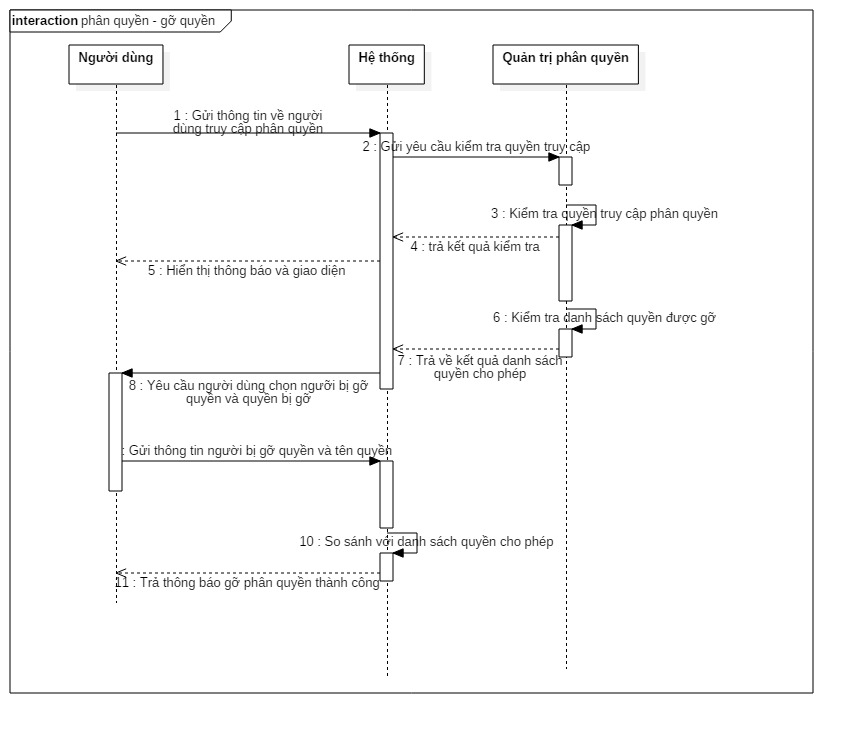 interaction phân quyền - gỡ quyền
Người dùng
Hệ thống
Quản trị phân quyền
1 : Gửi thông tin về người
dùng truy cập phân quyền
2 : Gửi yêu cầu kiểm tra quyền truy cập
3 : Kiểm tra quyền truy cập phân quyền
4 : trả kết quả kiểm tra
5 : Hiển thị thông báo và giao diện
6 : Kiểm tra danh sách quyền được gỡ
7 : Trả về kết quả danh sách
quyền cho phép
8 : Yêu cầu người dùng chọn ngưỡi bị gỡ
quyền và quyền bị gỡ
: Gửi thông tin người bị gỡ quyền và tên quyền
10 : So sánh với danh sách quyền cho phép
11 : Trả thông báo gỡ phân quyền thành công